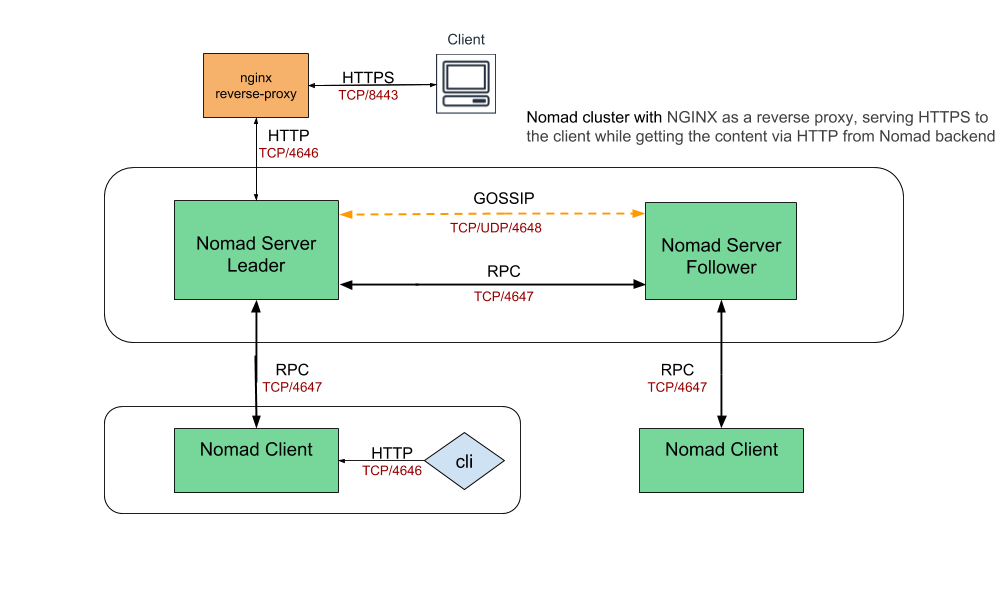 Client
nginx
reverse-proxy
HTTPS
TCP/8443
Nomad cluster with NGINX as a reverse proxy, serving HTTPS to
the client while getting the content via HTTP from Nomad backend
HTTP
TCP/4646
GOSSIP
TCP/UDP/4648
Nomad Server
Leader
Nomad Server
Follower
RPC
TCP/4647
RPC
TCP/4647
RPC
TCP/4647
Nomad Client
HTTP
TCP/4646
cli
Nomad Client